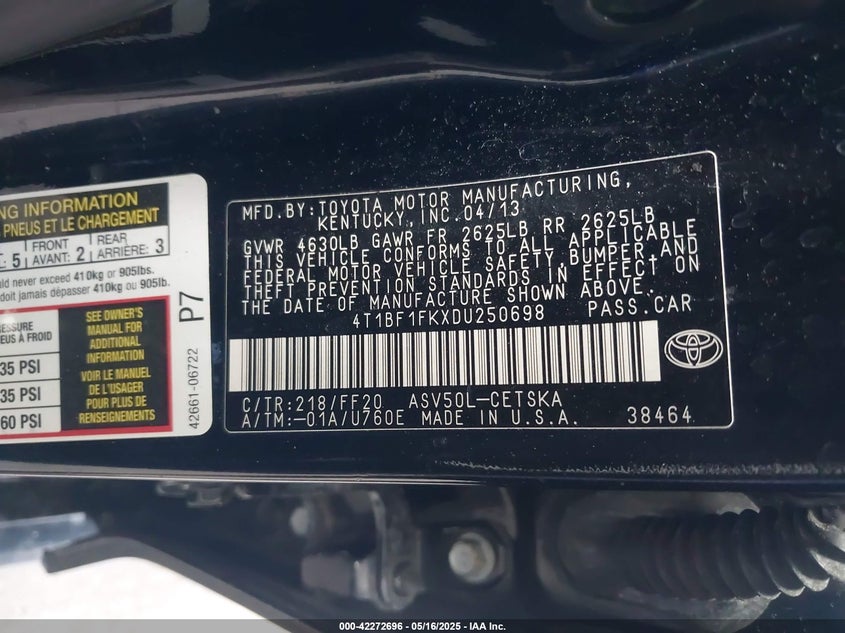 NG INFORMATION
PNEUS ET LE CHARGEMENT
5 FRONT AVANT: 2 REAR ARRIÈRE: 3
never exceed 410kg or 905lbs.
doit jamais dépasser 410kg ou 905lb.
À FROID
35 PSI
35 PSI
60 PSI
SEE OWNER'S
MANUAL FOR
ADDITIONAL
INFORMATION
VOIR LE MANUEL
DE L'USAGER
POUR PLUS DE
RENSEIGNEMENTS
P7
42661-06722
MFD.BY:TOYOTA MOTOR MANUFACTURING,
KENTUCKY, INC.04/13
GVWR 4630LB GAWR FR 2625LB RR 2625LB
THIS VEHICLE CONFORMS TO ALL APPLICABLE
FEDERAL MOTOR VEHICLE SAFETY,BUMPER,AND
THEFT PREVENTION STANDARDS IN EFFECT ON
THE DATE OF MANUFACTURE SHOWN ABOVE.
4T1BF1FKXDU250698 PASS.CAR
C/TR:218/FF20 ASV50L-CETSKA
A/TM:-01A/U760E MADE IN U.S.A. 38464
000-42272696 - 05/16/2025 - IAA Inc.